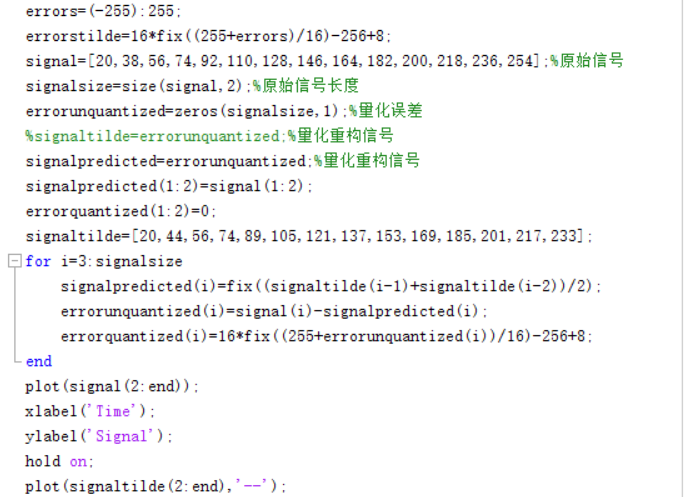 errors=(-255):255;
errorstilde=16*fix((255+errors)/16)-256+8;
signal=[20,38,56,74,92,110,128,146,164,182,200,218,236,254];%原始信号
signalsize=size(signal,2);%原始信号长度
errorunquantized=zeros(signalsize,1);%量化误差
%signaltilde=errorunquantized;%量化重构信号
signalpredicted=errorunquantized;%量化重构信号
signalpredicted(1:2)=signal(1:2);
errorquantized(1:2)=0;
signaltilde=[20,44,56,74,89,105,121,137,153,169,185,201,217,233];
for i=3:signalsize
    signalpredicted(i)=fix((signaltilde(i-1)+signaltilde(i-2))/2);
    errorunquantized(i)=signal(i)-signalpredicted(i);
    errorquantized(i)=16*fix((255+errorunquantized(i))/16)-256+8;
end
plot(signal(2:end));
xlabel('Time');
ylabel('Signal');
hold on;
plot(signaltilde(2:end),'--');